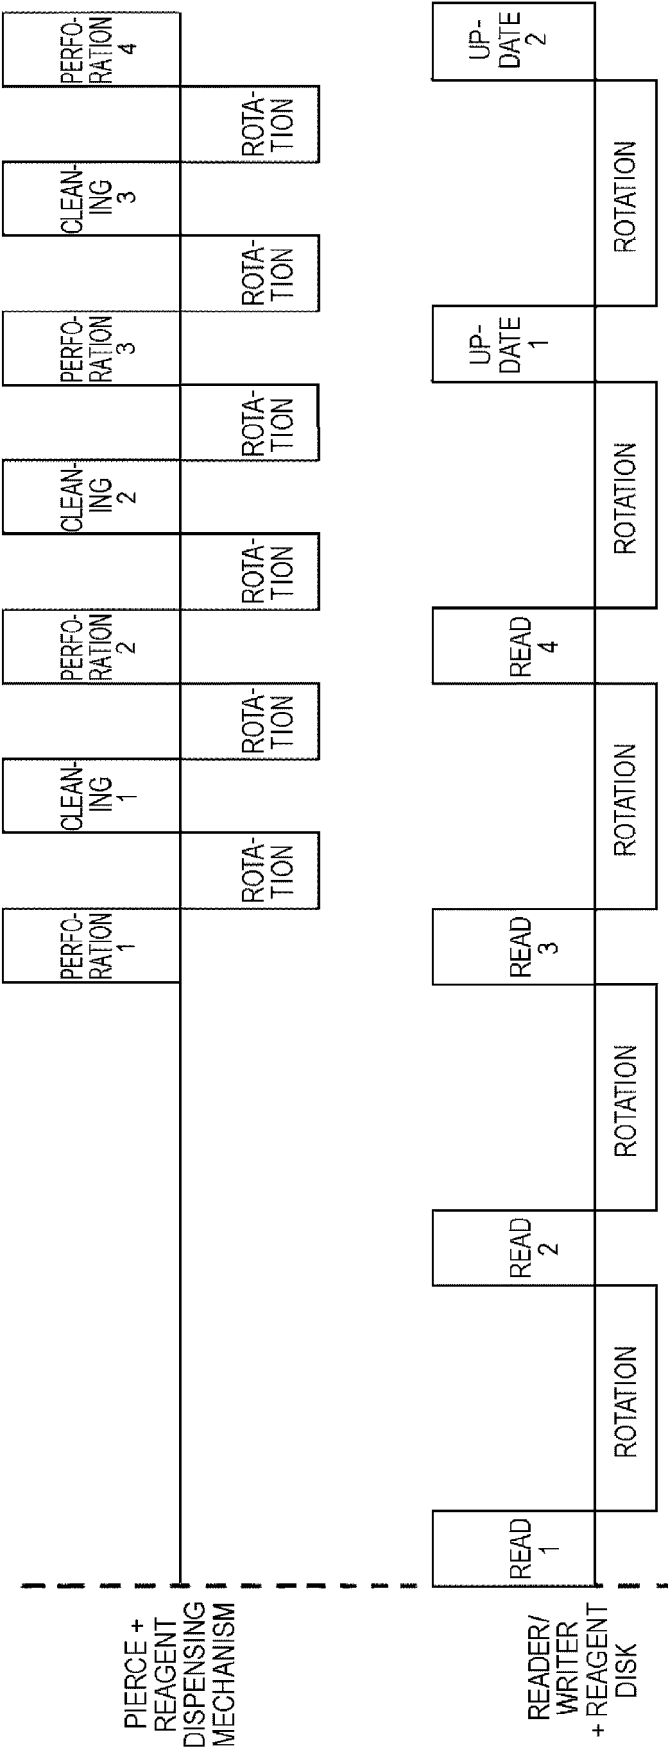 PIERCE +
REAGENT
DISPENSING
MECHANISM
PERFO-
RATION
1
ROTA-
TION
CLEAN-
ING
1
ROTA-
TION
PERFO-
RATION
2
ROTA-
TION
CLEAN-
ING
2
ROTA-
TION
PERFO-
RATION
3
ROTA-
TION
CLEAN-
ING
3
ROTA-
TION
PERFO-
RATION
4
READER/
WRITER
+ REAGENT
DISK
READ
1
ROTATION
READ
2
ROTATION
READ
3
ROTATION
READ
4
ROTATION
UP-
DATE
1
ROTATION
UP-
DATE
2